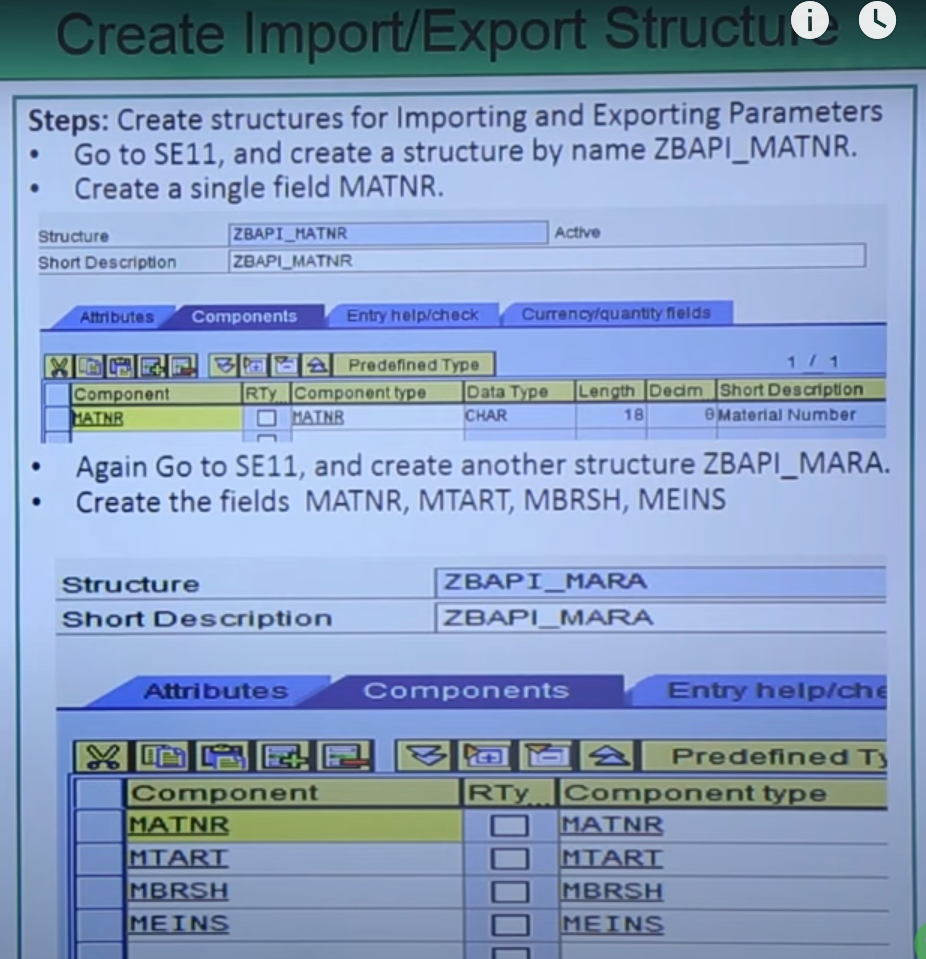 Create Import/Export Structure
Steps: Create structures for Importing and Exporting Parameters
• Go to SE11, and create a structure by name ZBAPI_MATNR.
• Create a single field MATNR.
Structure ZBAPI_MATNR Active
Short Description ZBAPI_MATNR
Attributes Components Entry help/check Currency/quantity fields
Predefined Type 1 / 1
Component RTy... Component type Data Type Length Decim... Short Description
MATNR MATNR CHAR 18 0 Material Number
• Again Go to SE11, and create another structure ZBAPI_MARA.
• Create the fields MATNR, MTART, MBRSH, MEINS
Structure ZBAPI_MARA
Short Description ZBAPI_MARA
Attributes Components Entry help/che
Predefined Ty
Component RTy... Component type
MATNR MATNR
MTART MTART
MBRSH MBRSH
MEINS MEINS